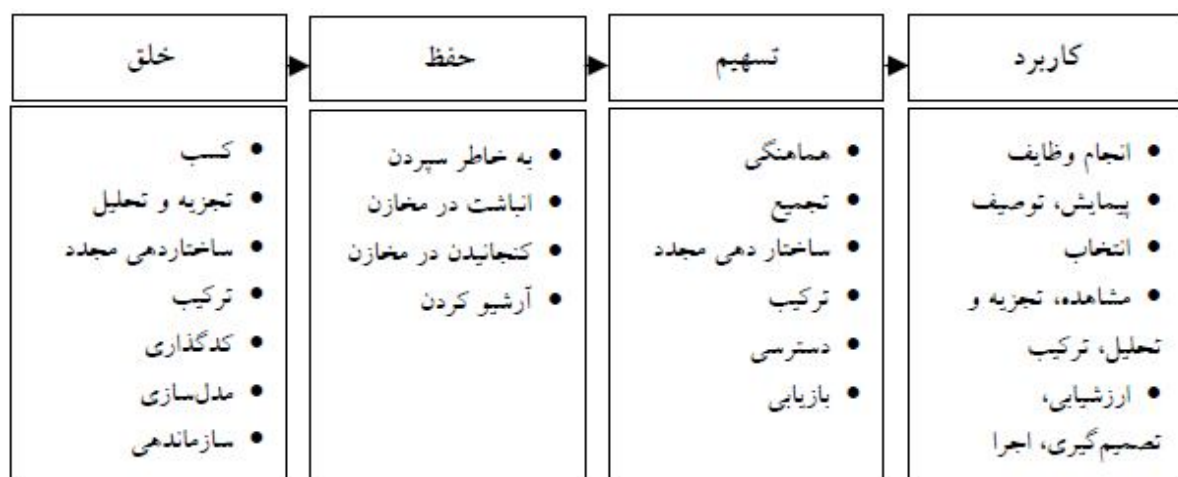 خلق
کسب
تجزیه و تحلیل
ساختاردهی مجدد
ترکیب
کدگذاری
مدل‌سازی
سازماندهی
حفظ
به خاطر سپردن
انباشت در مخازن
کنجانیدن در مخازن
آرشیو کردن
تسهیم
هماهنگی
تجمیع
ساختار دهی مجدد
ترکیب
دسترسی
بازیابی
کاربرد
انجام وظایف
پیمایش، توصیف
انتخاب
مشاهده، تجزیه و
تحلیل، ترکیب
ارزشیابی،
تصمیم‌گیری، اجرا